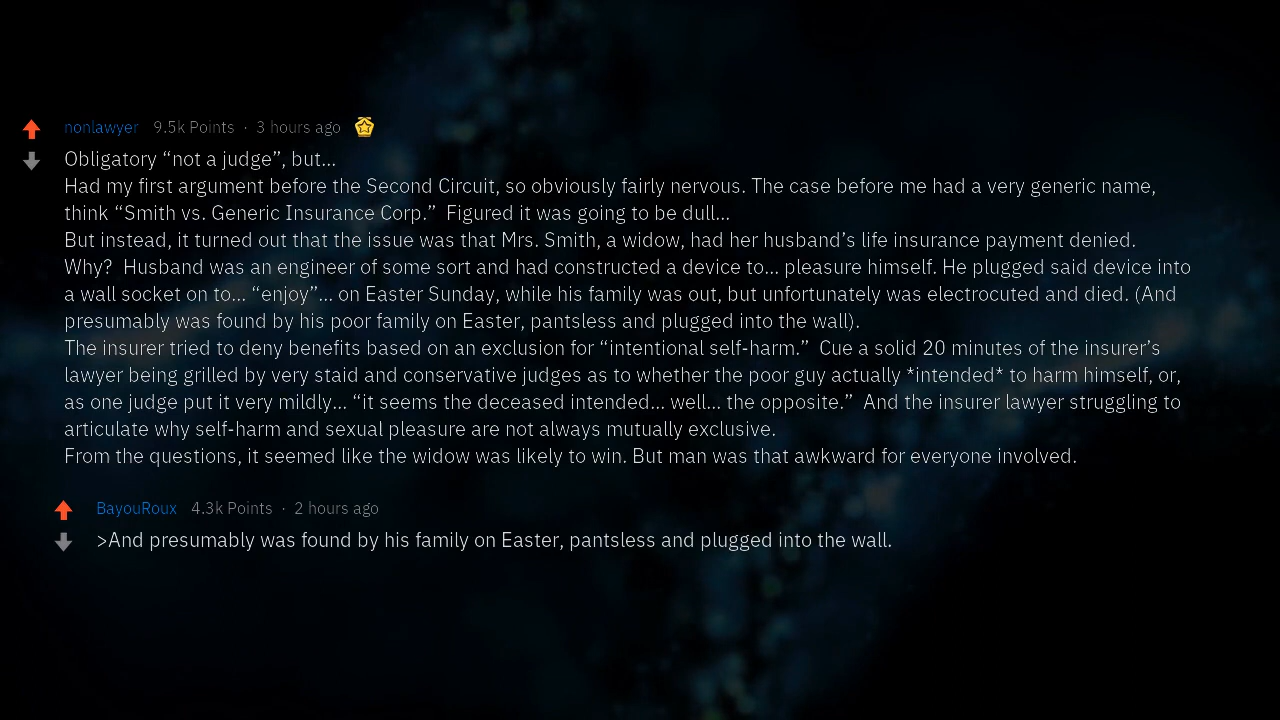 nonlawyer 9.5k Points · 3 hours ago
Obligatory “not a judge”, but...
Had my first argument before the Second Circuit, so obviously fairly nervous. The case before me had a very generic name,
think “Smith vs. Generic Insurance Corp.”  Figured it was going to be dull...
But instead, it turned out that the issue was that Mrs. Smith, a widow, had her husband’s life insurance payment denied.
Why?  Husband was an engineer of some sort and had constructed a device to... pleasure himself. He plugged said device into
a wall socket on to... “enjoy”... on Easter Sunday, while his family was out, but unfortunately was electrocuted and died. (And
presumably was found by his poor family on Easter, pantsless and plugged into the wall).
The insurer tried to deny benefits based on an exclusion for “intentional self-harm.”  Cue a solid 20 minutes of the insurer’s
lawyer being grilled by very staid and conservative judges as to whether the poor guy actually *intended* to harm himself, or,
as one judge put it very mildly... “it seems the deceased intended... well... the opposite.”  And the insurer lawyer struggling to
articulate why self-harm and sexual pleasure are not always mutually exclusive.
From the questions, it seemed like the widow was likely to win. But man was that awkward for everyone involved.
BayouRoux 4.3k Points · 2 hours ago
>And presumably was found by his family on Easter, pantsless and plugged into the wall.